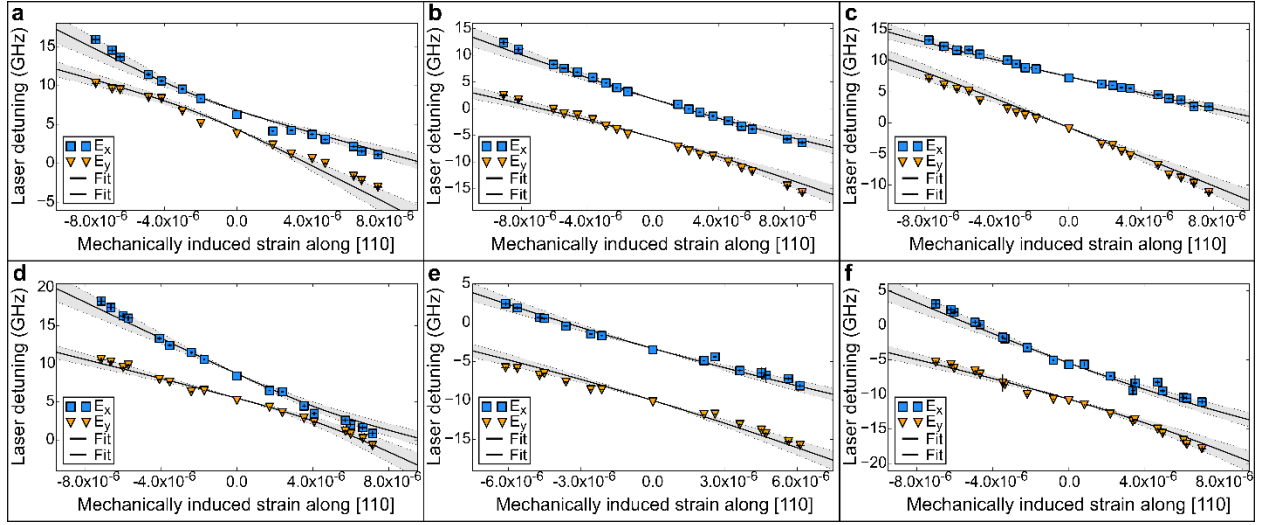 a
Laser detuning (GHz)
15
10
5
0
−5
E_x
E_y
Fit
Fit
-8.0x10^-6 -4.0x10^-6 0.0 4.0x10^-6 8.0x10^-6
Mechanically induced strain along [110]
b
Laser detuning (GHz)
15
10
5
0
−5
−10
−15
E_x
E_y
Fit
Fit
-8.0x10^-6 -4.0x10^-6 0.0 4.0x10^-6 8.0x10^-6
Mechanically induced strain along [110]
c
Laser detuning (GHz)
15
10
5
0
−5
−10
E_x
E_y
Fit
Fit
-8.0x10^-6 -4.0x10^-6 0.0 4.0x10^-6 8.0x10^-6
Mechanically induced strain along [110]
d
Laser detuning (GHz)
20
15
10
5
0
E_x
E_y
Fit
Fit
-8.0x10^-6 -4.0x10^-6 0.0 4.0x10^-6 8.0x10^-6
Mechanically induced strain along [110]
e
Laser detuning (GHz)
5
0
−5
−10
−15
E_x
E_y
Fit
Fit
-6.0x10^-6 -3.0x10^-6 0.0 3.0x10^-6 6.0x10^-6
Mechanically induced strain along [110]
f
Laser detuning (GHz)
5
0
−5
−10
−15
−20
E_x
E_y
Fit
Fit
-8.0x10^-6 -4.0x10^-6 0.0 4.0x10^-6 8.0x10^-6
Mechanically induced strain along [110]